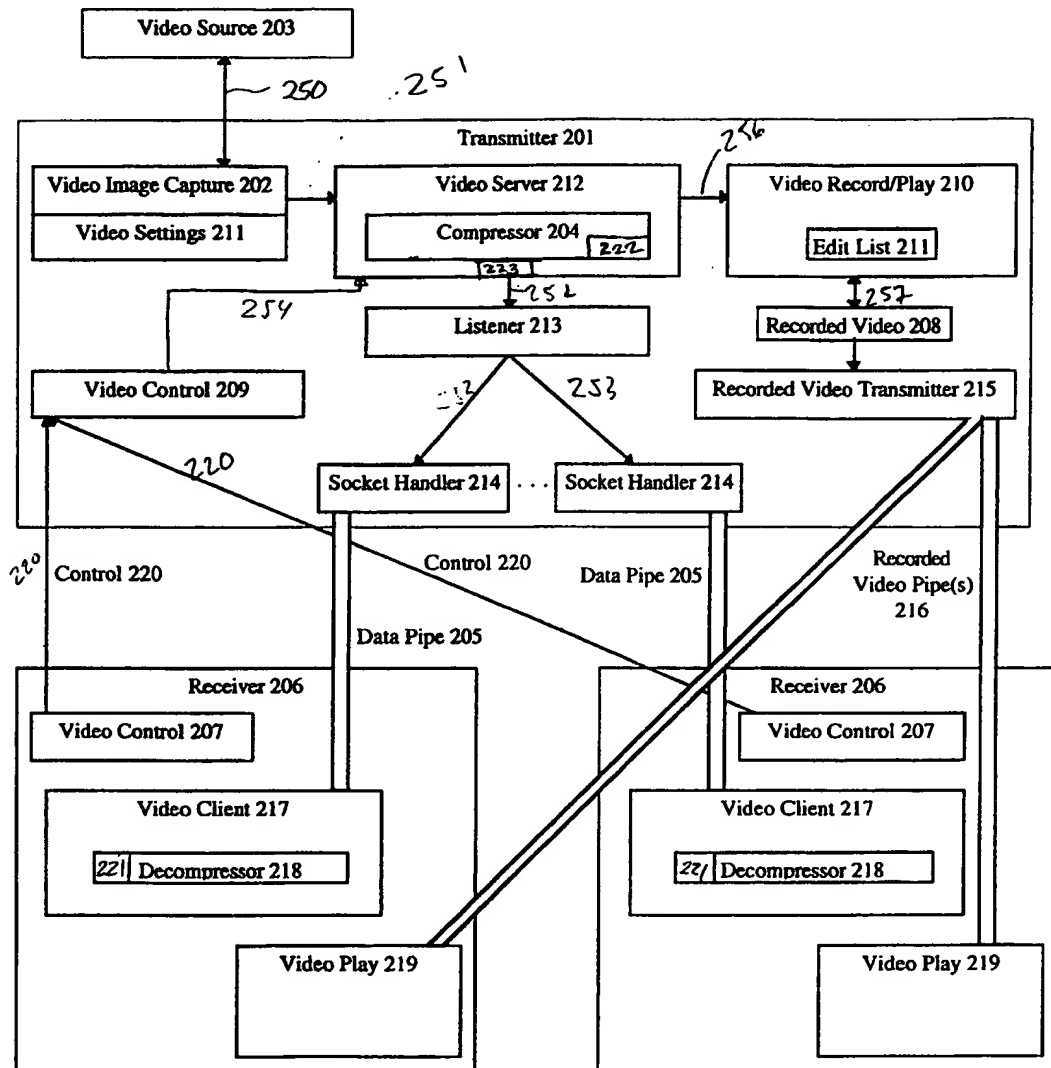 Video Source 203
250
251
Transmitter 201
256
Video Image Capture 202
Video Settings 211
Video Server 212
Compressor 204
222
223
Video Record/Play 210
Edit List 211
254
252
257
Listener 213
Recorded Video 208
Video Control 209
253
Recorded Video Transmitter 215
220
Socket Handler 214
. . .
Socket Handler 214
220
Control 220
Control 220
Data Pipe 205
Recorded
Video Pipe(s)
216
Data Pipe 205
Receiver 206
Receiver 206
Video Control 207
Video Control 207
Video Client 217
Video Client 217
221
Decompressor 218
221
Decompressor 218
Video Play 219
Video Play 219